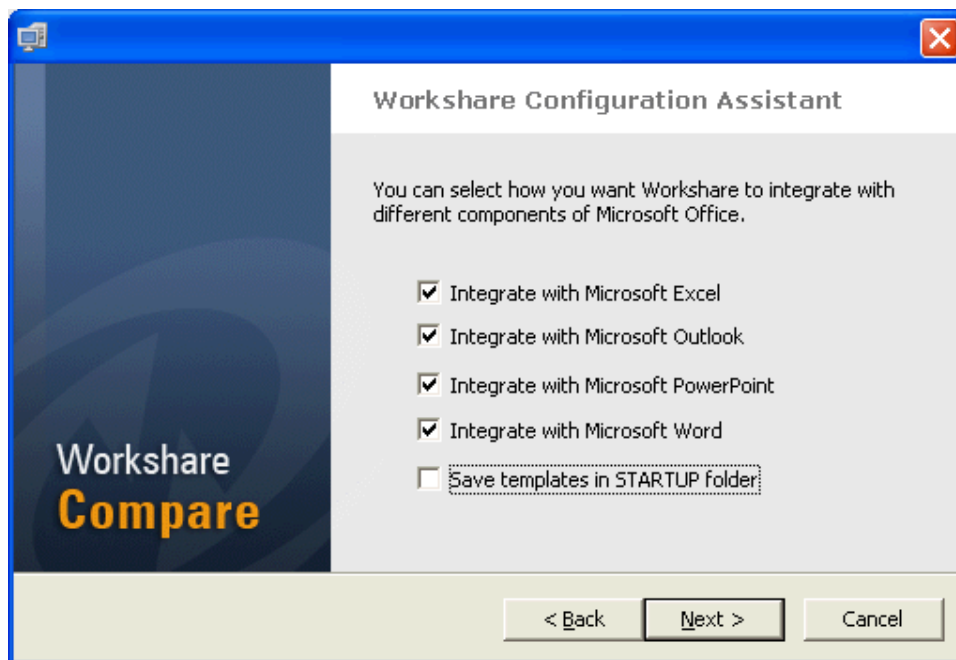 Workshare Configuration Assistant
You can select how you want Workshare to integrate with
different components of Microsoft Office.
Integrate with Microsoft Excel
Integrate with Microsoft Outlook
Integrate with Microsoft PowerPoint
Integrate with Microsoft Word
Save templates in STARTUP folder
Workshare
Compare
< Back
Next >
Cancel